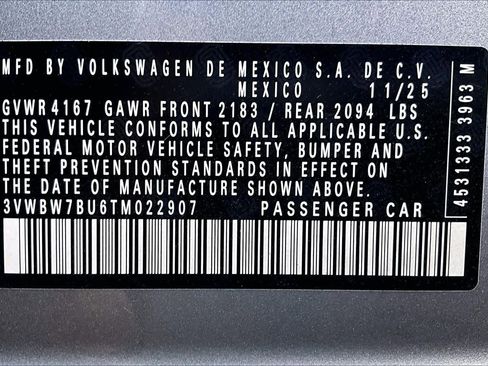 MFD BY VOLKSWAGEN DE MEXICO S.A. DE C.V.
MEXICO 11/25
GVWR 4167 GAWR FRONT 2183 / REAR 2094 LBS
THIS VEHICLE CONFORMS TO ALL APPLICABLE U.S.
FEDERAL MOTOR VEHICLE SAFETY, BUMPER AND
THEFT PREVENTION STANDARDS IN EFFECT ON
THE DATE OF MANUFACTURE SHOWN ABOVE.
3VWBW7BU6TM022907 PASSENGER CAR
4531333 3963 M